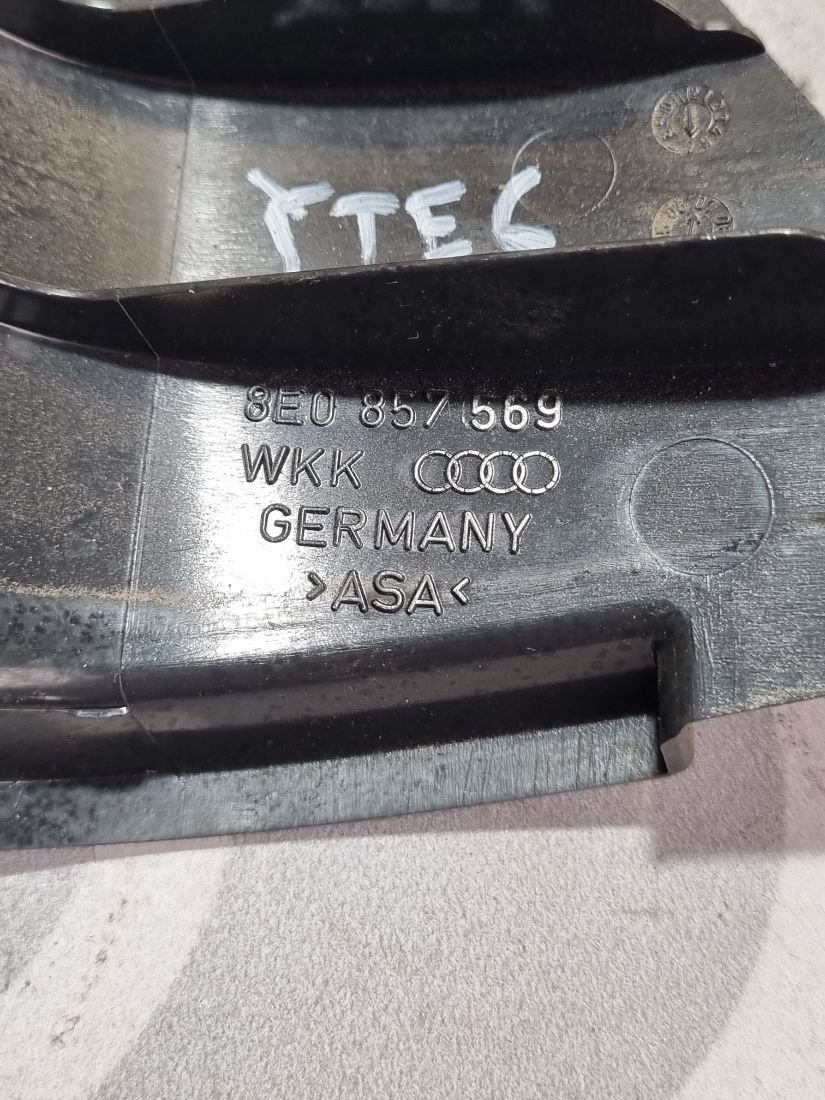 YTEC
8E0 857 569
WKK
GERMANY
>ASA<